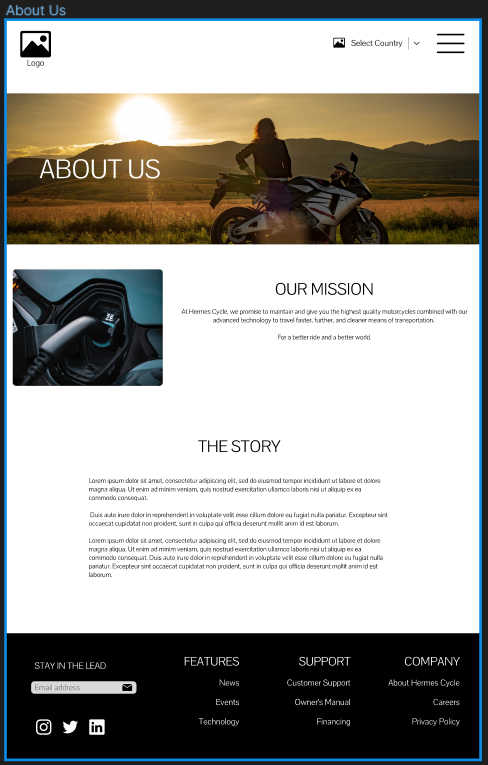 About Us
Logo
Select Country
ABOUT US
OUR MISSION
At Hermes Cycle, we promise to maintain and give you the highest quality motorcycles combined with our
advanced technology to travel faster, further, and cleaner means of transportation.
For a better ride and a better world.
THE STORY
Lorem ipsum dolor sit amet, consectetur adipiscing elit, sed do eiusmod tempor incididunt ut labore et dolore
magna aliqua. Ut enim ad minim veniam, quis nostrud exercitation ullamco laboris nisi ut aliquip ex ea
commodo consequat.
Duis aute irure dolor in reprehenderit in voluptate velit esse cillum dolore eu fugiat nulla pariatur. Excepteur sint
occaecat cupidatat non proident, sunt in culpa qui officia deserunt mollit anim id est laborum.
Lorem ipsum dolor sit amet, consectetur adipiscing elit, sed do eiusmod tempor incididunt ut labore et dolore
magna aliqua. Ut enim ad minim veniam, quis nostrud exercitation ullamco laboris nisi ut aliquip ex ea
commodo consequat. Duis aute irure dolor in reprehenderit in voluptate velit esse cillum dolore eu fugiat nulla
pariatur. Excepteur sint occaecat cupidatat non proident, sunt in culpa qui officia deserunt mollit anim id est
laborum.
STAY IN THE LEAD
Email address
FEATURES
News
Events
Technology
SUPPORT
Customer Support
Owner's Manual
Financing
COMPANY
About Hermes Cycle
Careers
Privacy Policy